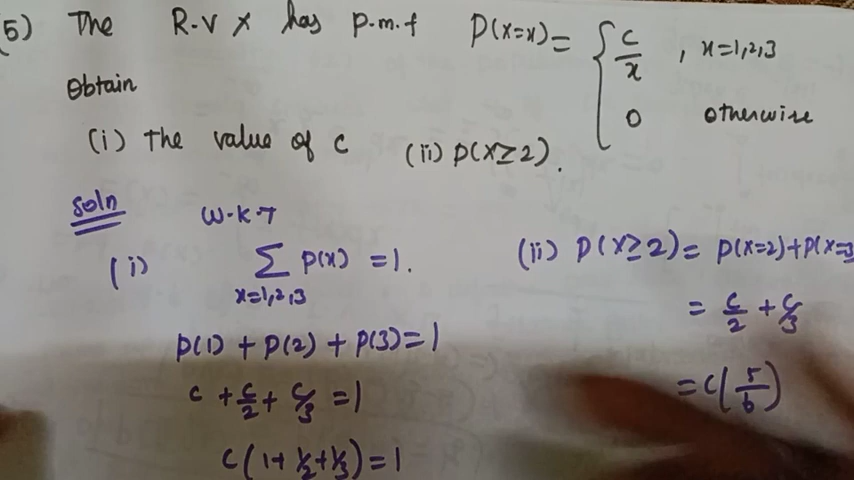 (5) The R.V X has p.m.f P(X=x) = { c/x , x=1,2,3
0 otherwise
Obtain
(i) The value of c (ii) P(X≥2).
Soln
W.K.T
(i) Σ P(x) = 1.
x=1,2,3
P(1) + P(2) + P(3) = 1
c + c/2 + c/3 = 1
c(1 + 1/2 + 1/3) = 1
(ii) P(X≥2) = P(X=2) + P(X=3
= c/2 + c/3
= c(5/6)